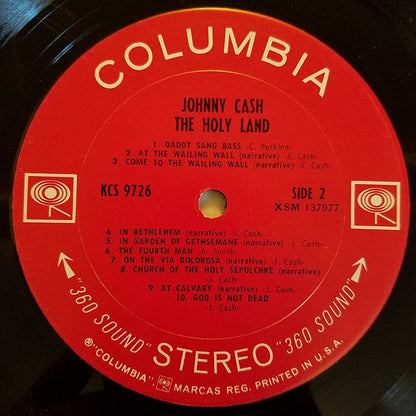 COLUMBIA
JOHNNY CASH
THE HOLY LAND
1. DADDY SANG BASS -C. Perkins-
2. AT THE WAILING WALL (narrative) -J. Cash-
3. COME TO THE WAILING WALL (narrative) -J. Cash-
KCS 9726
SIDE 2
XSM 137977
4. IN BETHLEHEM (narrative) -J. Cash-
5. IN GARDEN OF GETHSEMANE (narrative) -J. Cash-
6. THE FOURTH MAN -A. Smith-
7. ON THE VIA DOLOROSA (narrative) -J. Cash-
8. CHURCH OF THE HOLY SEPULCHRE (narrative)
-J. Cash-
9. AT CALVARY (narrative) -J. Cash-
10. GOD IS NOT DEAD
-J. Cash-
"360 SOUND" STEREO "360 SOUND"
® "COLUMBIA" MARCAS REG. PRINTED IN U.S.A.